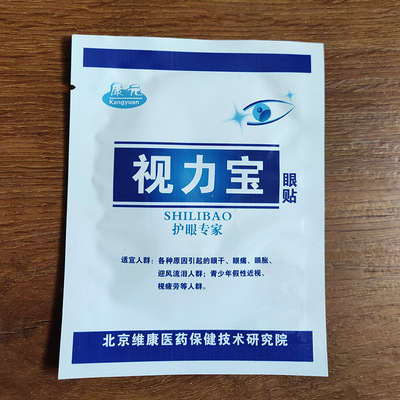 康元
Kangyuan
视力宝
眼贴
SHILIBAO
护眼专家
适宜人群：各种原因引起的眼干、眼痛、眼胀、
迎风流泪人群；青少年假性近视、
视疲劳等人群。
北京维康医药保健技术研究院